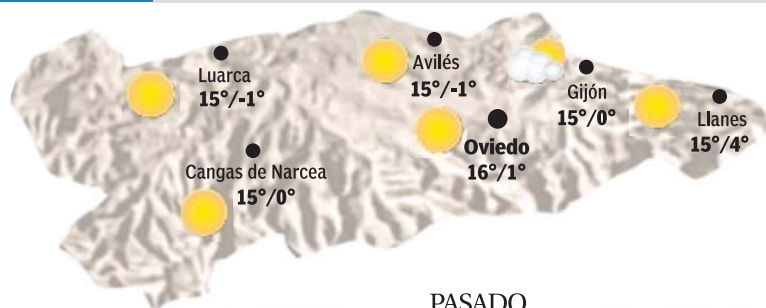 Luarca
15°/-1°
Avilés
15°/-1°
Gijón
15°/0°
Llanes
15°/4°
Oviedo
16°/1°
Cangas de Narcea
15°/0°
PASADO